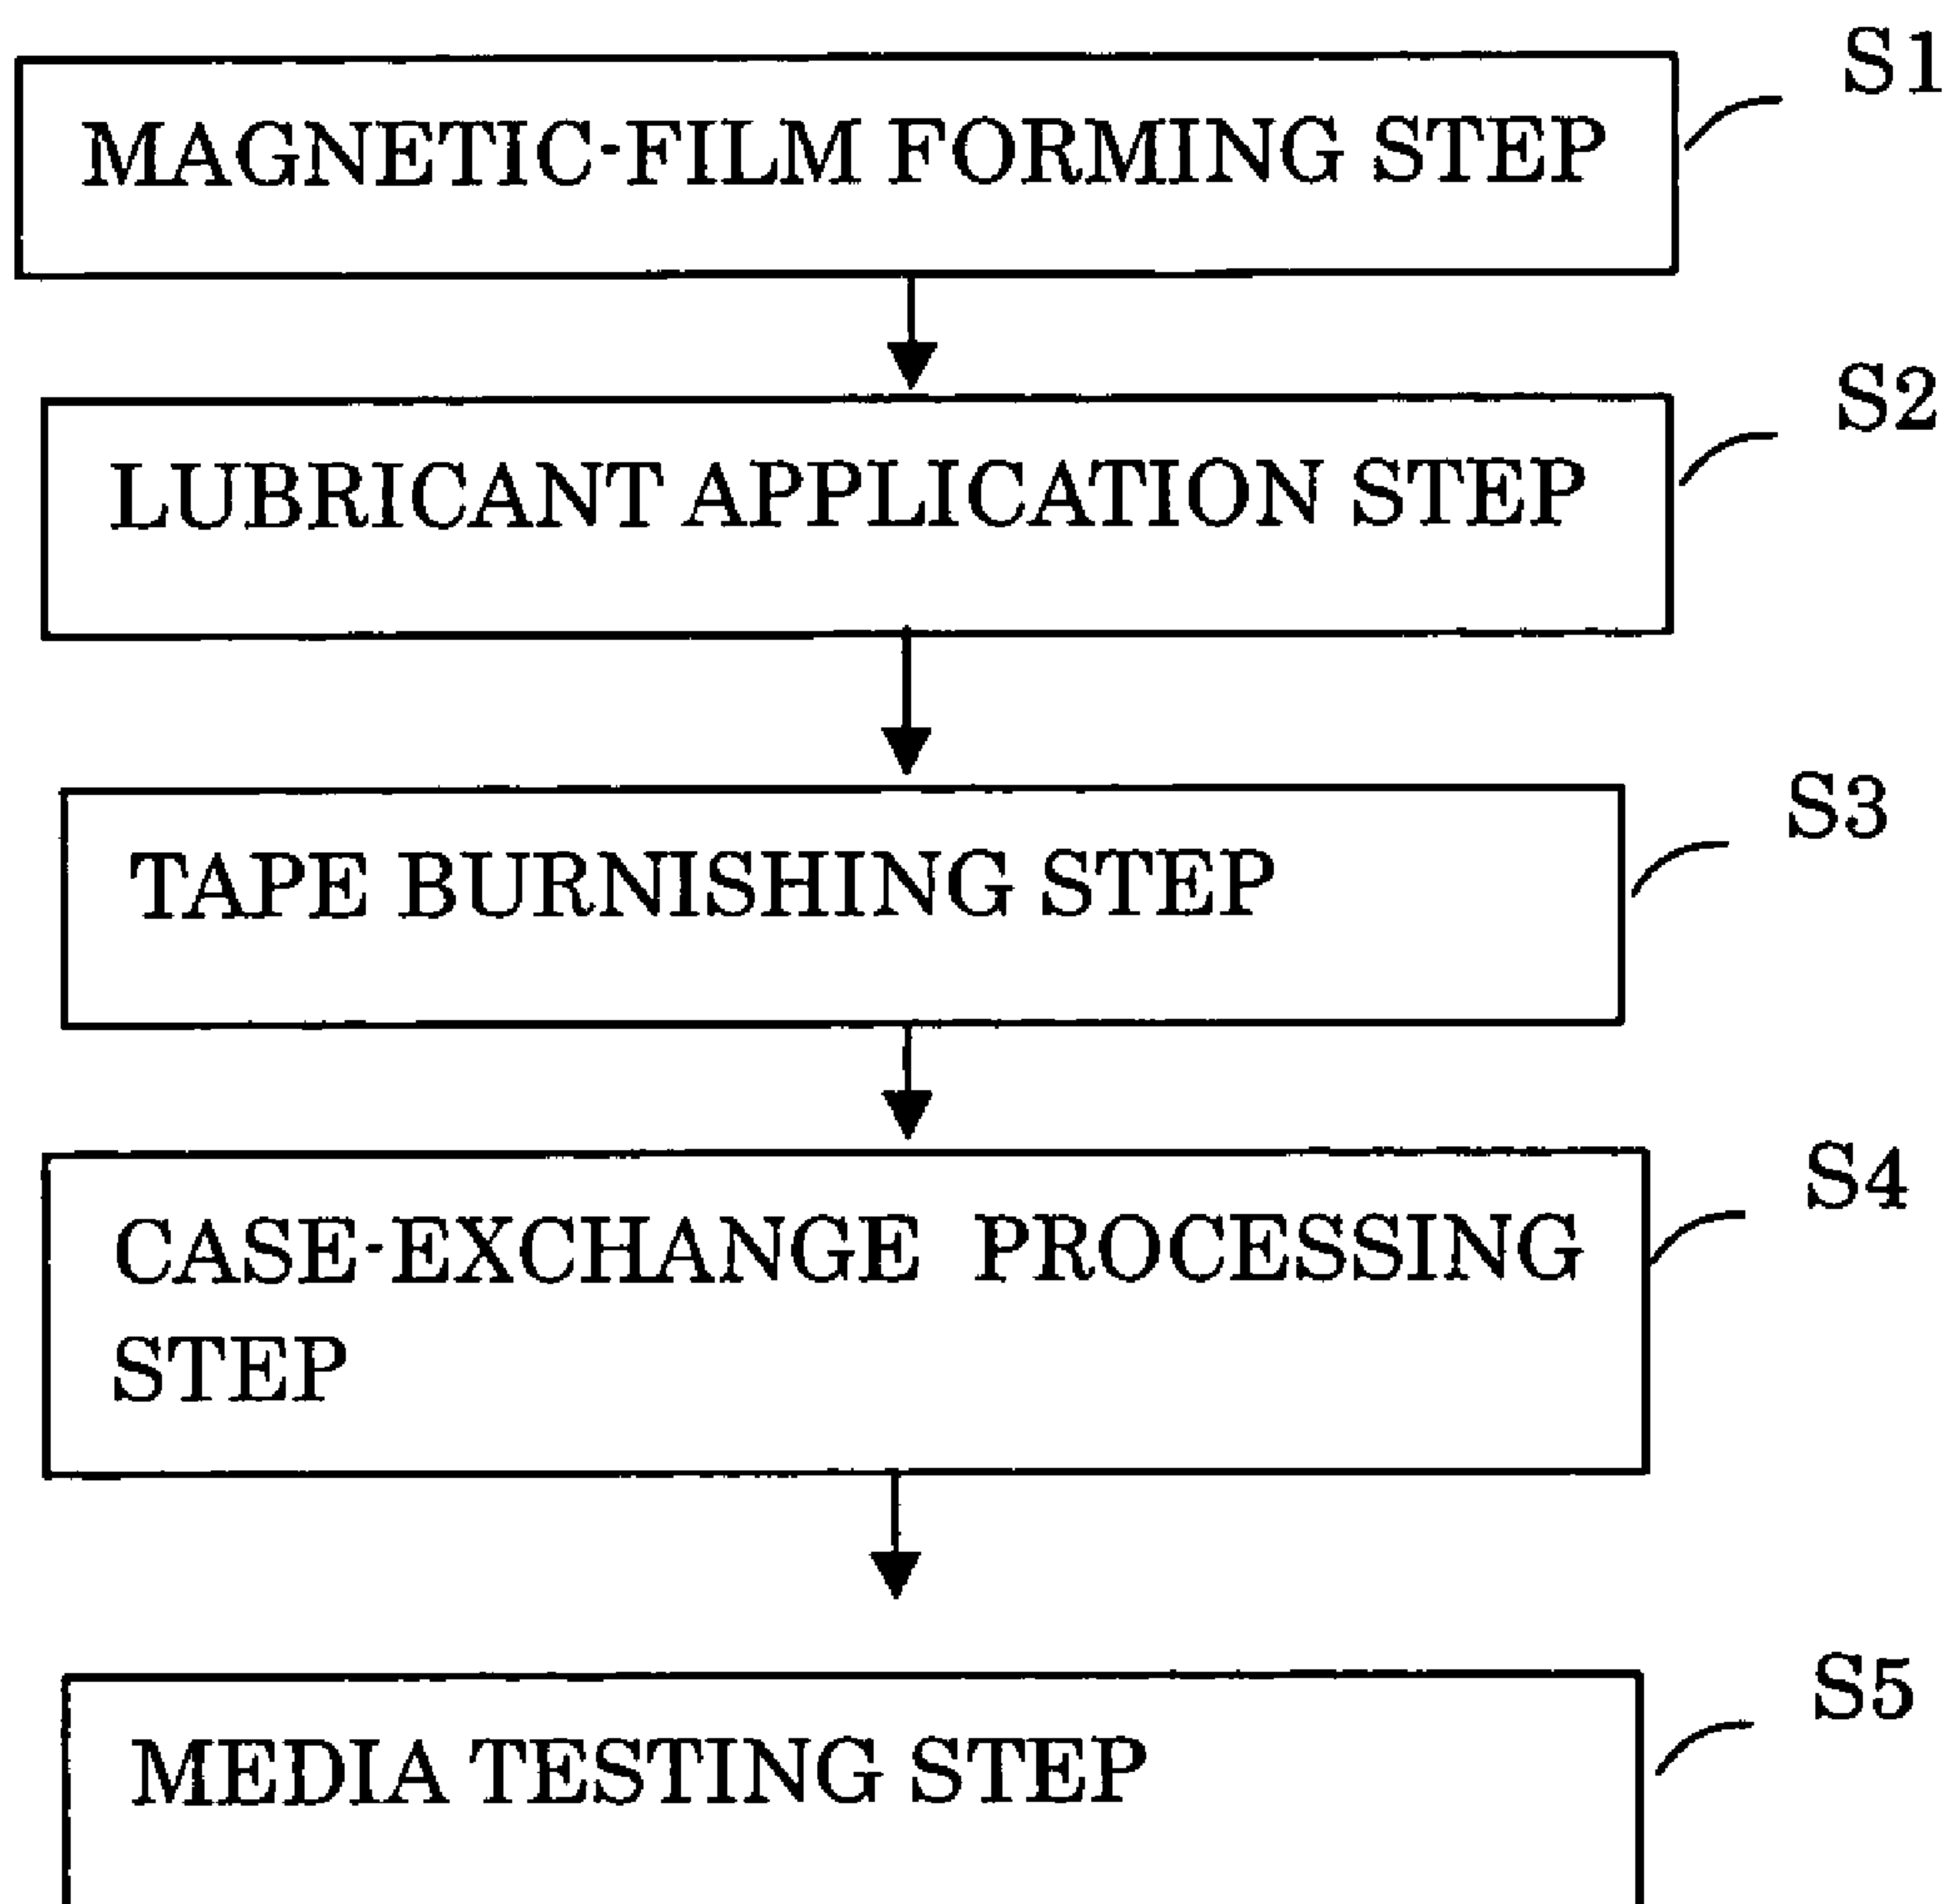 S1
MAGNETIC-FILM FORMING STEP
S2
LUBRICANT APPLICATION STEP
S3
TAPE BURNISHING STEP
S4
CASE-EXCHANGE PROCESSING
STEP
S5
MEDIA TESTING STEP